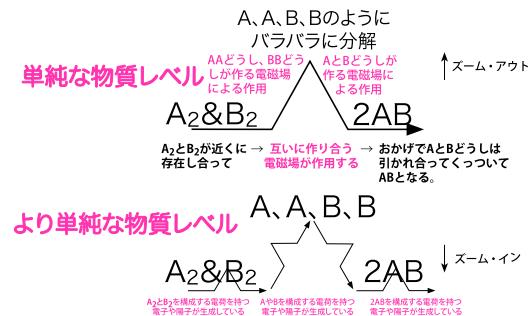 A、A、B、Bのように
バラバラに分解
単純な物質レベル
AAどうし、BBどう
しが作る電磁場
による作用
AとBどうしが
作る電磁場に
よる作用
ズーム・アウト
A2&B2
2AB
A2とB2が近くに
存在し合って
→
互いに作り合う
電磁場が作用する
→
おかげでAとBどうしは
引かれ合ってくっついて
ABとなる。
より単純な物質レベル
A、A、B、B
ズーム・イン
A2&B2
2AB
A2とB2を構成する電荷を持つ
電子や陽子が生成している
AやBを構成する電荷を持つ
電子や陽子が生成している
2ABを構成する電荷を持つ
電子や陽子が生成している